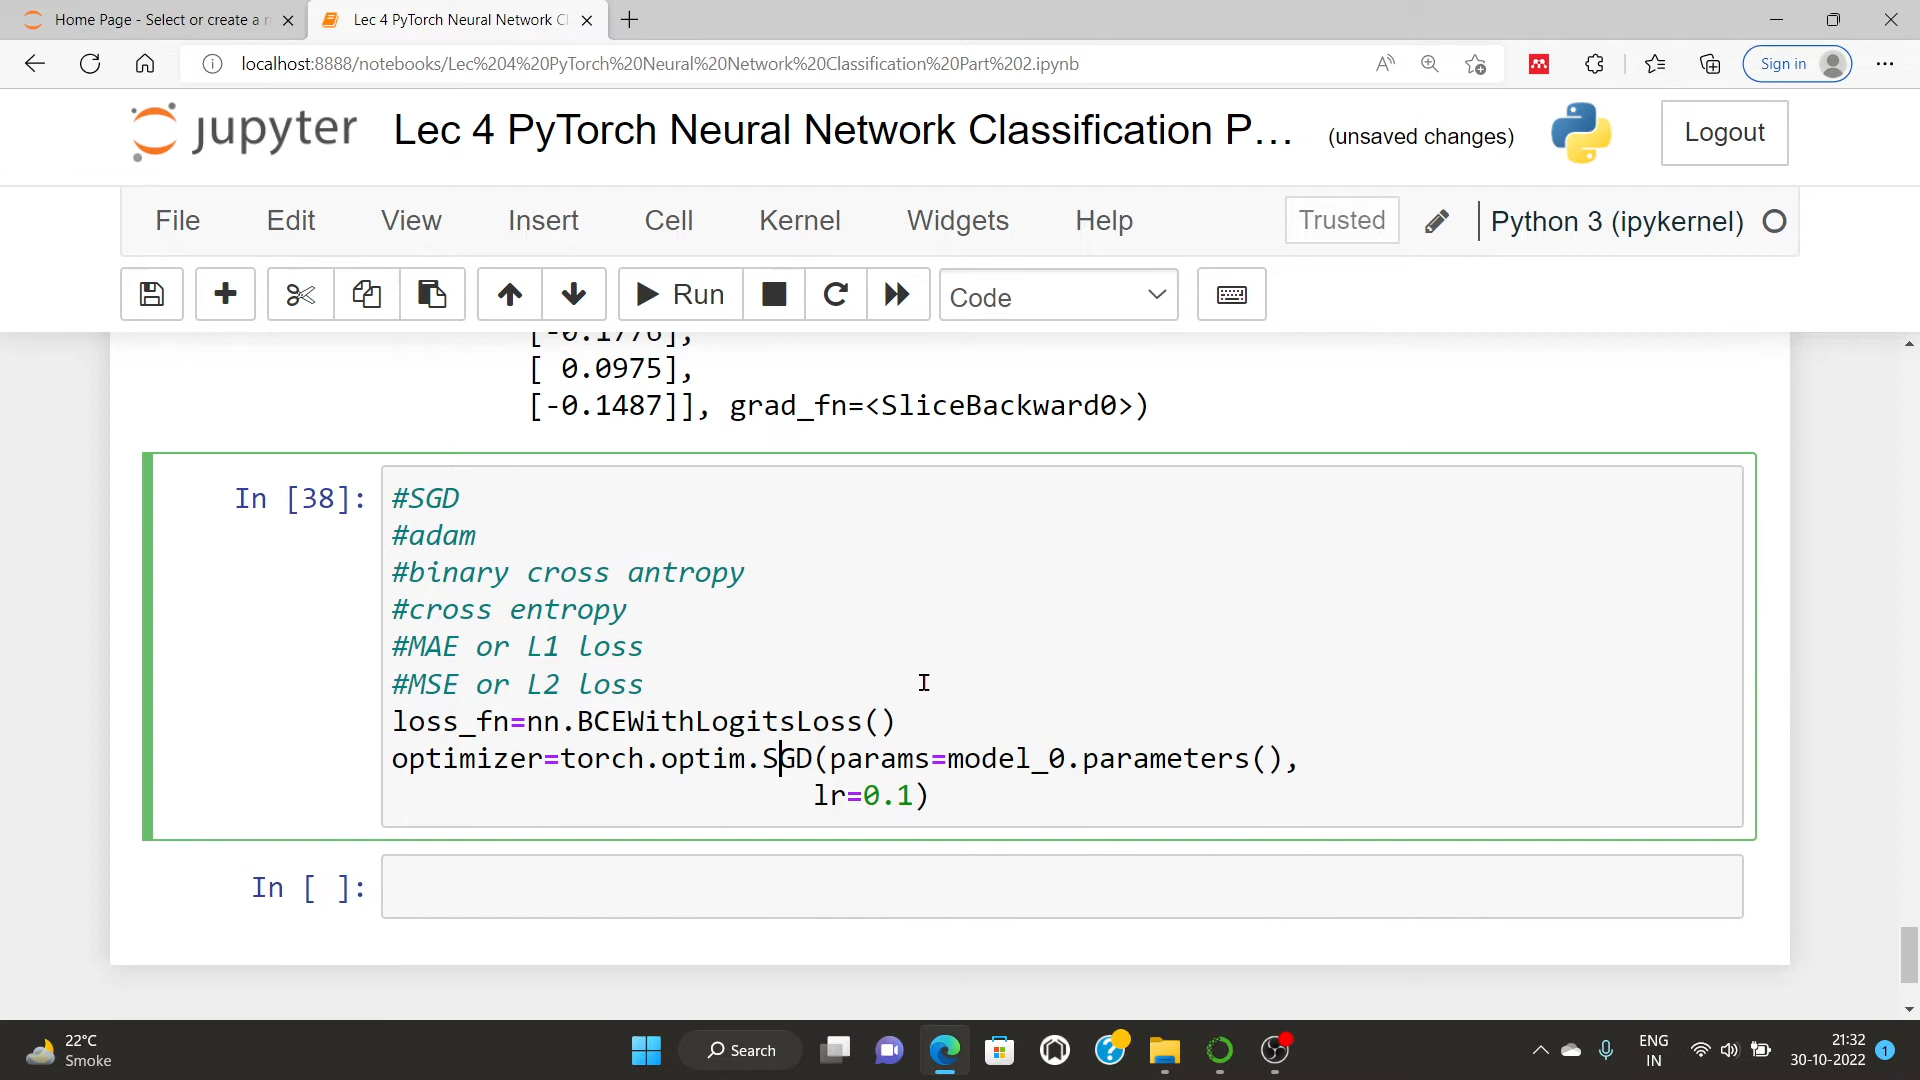 Home Page - Select or create a n
Lec 4 PyTorch Neural Network Cl
localhost:8888/notebooks/Lec%204%20PyTorch%20Neural%20Network%20Classification%20Part%202.ipynb
Sign in
jupyter Lec 4 PyTorch Neural Network Classification P… (unsaved changes) Logout
File Edit View Insert Cell Kernel Widgets Help Trusted Python 3 (ipykernel)
Run Code
[-0.1776],
[ 0.0975],
[-0.1487]], grad_fn=<SliceBackward0>)
In [38]:
#SGD
#adam
#binary cross antropy
#cross entropy
#MAE or L1 loss
#MSE or L2 loss
loss_fn=nn.BCEWithLogitsLoss()
optimizer=torch.optim.SGD(params=model_0.parameters(),
lr=0.1)
In [ ]:
22°C
Smoke
Search
ENG
IN
21:32
30-10-2022
1